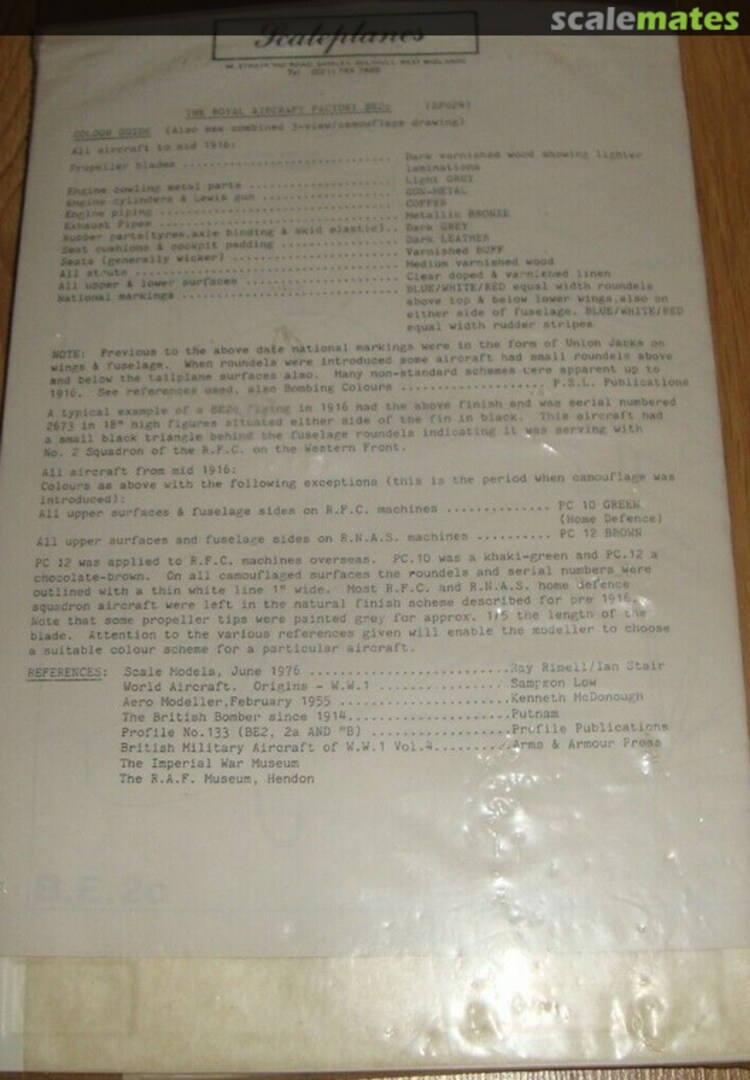 scalemates
Scaleplanes
WEST MIDLANDS
Tel
THE ROYAL AIRCRAFT FACTORY BE2c (SP029)
COLOUR GUIDE (Also see combined 3-view/camouflage drawing)
All aircraft to mid 1916:
Propeller blades .......... Dark varnished wood showing lighter
laminations
Engine cowling metal parts .......... Light GREY
Engine cylinders & Lewis gun .......... GUN-METAL
Engine piping .......... COPPER
Exhaust Pipes .......... Metallic BRONZE
Rubber parts(tyres,axle binding & skid elastic).. Dark GREY
Seat cushions & cockpit padding .......... Dark LEATHER
Seats (generally wicker) .......... Varnished BUFF
All struts .......... Medium varnished wood
All upper & lower surfaces .......... Clear doped & varnished linen
National markings .......... BLUE/WHITE/RED equal width roundels
above top & below lower wings,also on
either side of fuselage. BLUE/WHITE/RED
equal width rudder stripes
NOTE: Previous to the above date national markings were in the form of Union Jacks on
wings & fuselage. When roundels were introduced some aircraft had small roundels above
and below the tailplane surfaces also. Many non-standard schemes were apparent up to
1916. See references used, also Bombing Colours .......... P.S.L. Publications
A typical example of a BE2c flying in 1916 had the above finish and was serial numbered
2673 in 18" high figures situated either side of the fin in black. This aircraft had
a small black triangle behind the fuselage roundels indicating it was serving with
No. 2 Squadron of the R.F.C. on the Western Front.
All aircraft from mid 1916:
Colours as above with the following exceptions (this is the period when camouflage was
introduced):
All upper surfaces & fuselage sides on R.F.C. machines .......... PC 10 GREEN
(Home Defence)
All upper surfaces and fuselage sides on R.N.A.S. machines .......... PC 12 BROWN
PC 12 was applied to R.F.C. machines overseas. PC.10 was a khaki-green and PC.12 a
chocolate-brown. On all camouflaged surfaces the roundels and serial numbers were
outlined with a thin white line 1" wide. Most R.F.C. and R.N.A.S. home defence
squadron aircraft were left in the natural finish scheme described for pre 1916.
Note that some propeller tips were painted grey for approx. 1/5 the length of the
blade. Attention to the various references given will enable the modeller to choose
a suitable colour scheme for a particular aircraft.
REFERENCES: Scale Models, June 1976 .......... Ray Rimell/Ian Stair
World Aircraft. Origins - W.W.1 .......... Sampson Low
Aero Modeller,February 1955 .......... Kenneth McDonough
The British Bomber since 1914 .......... Putnam
Profile No.133 (BE2, 2a AND "B) .......... Profile Publications
British Military Aircraft of W.W.1 Vol.4 .......... Arms & Armour Press
The Imperial War Museum
The R.A.F. Museum, Hendon
B.E.2c